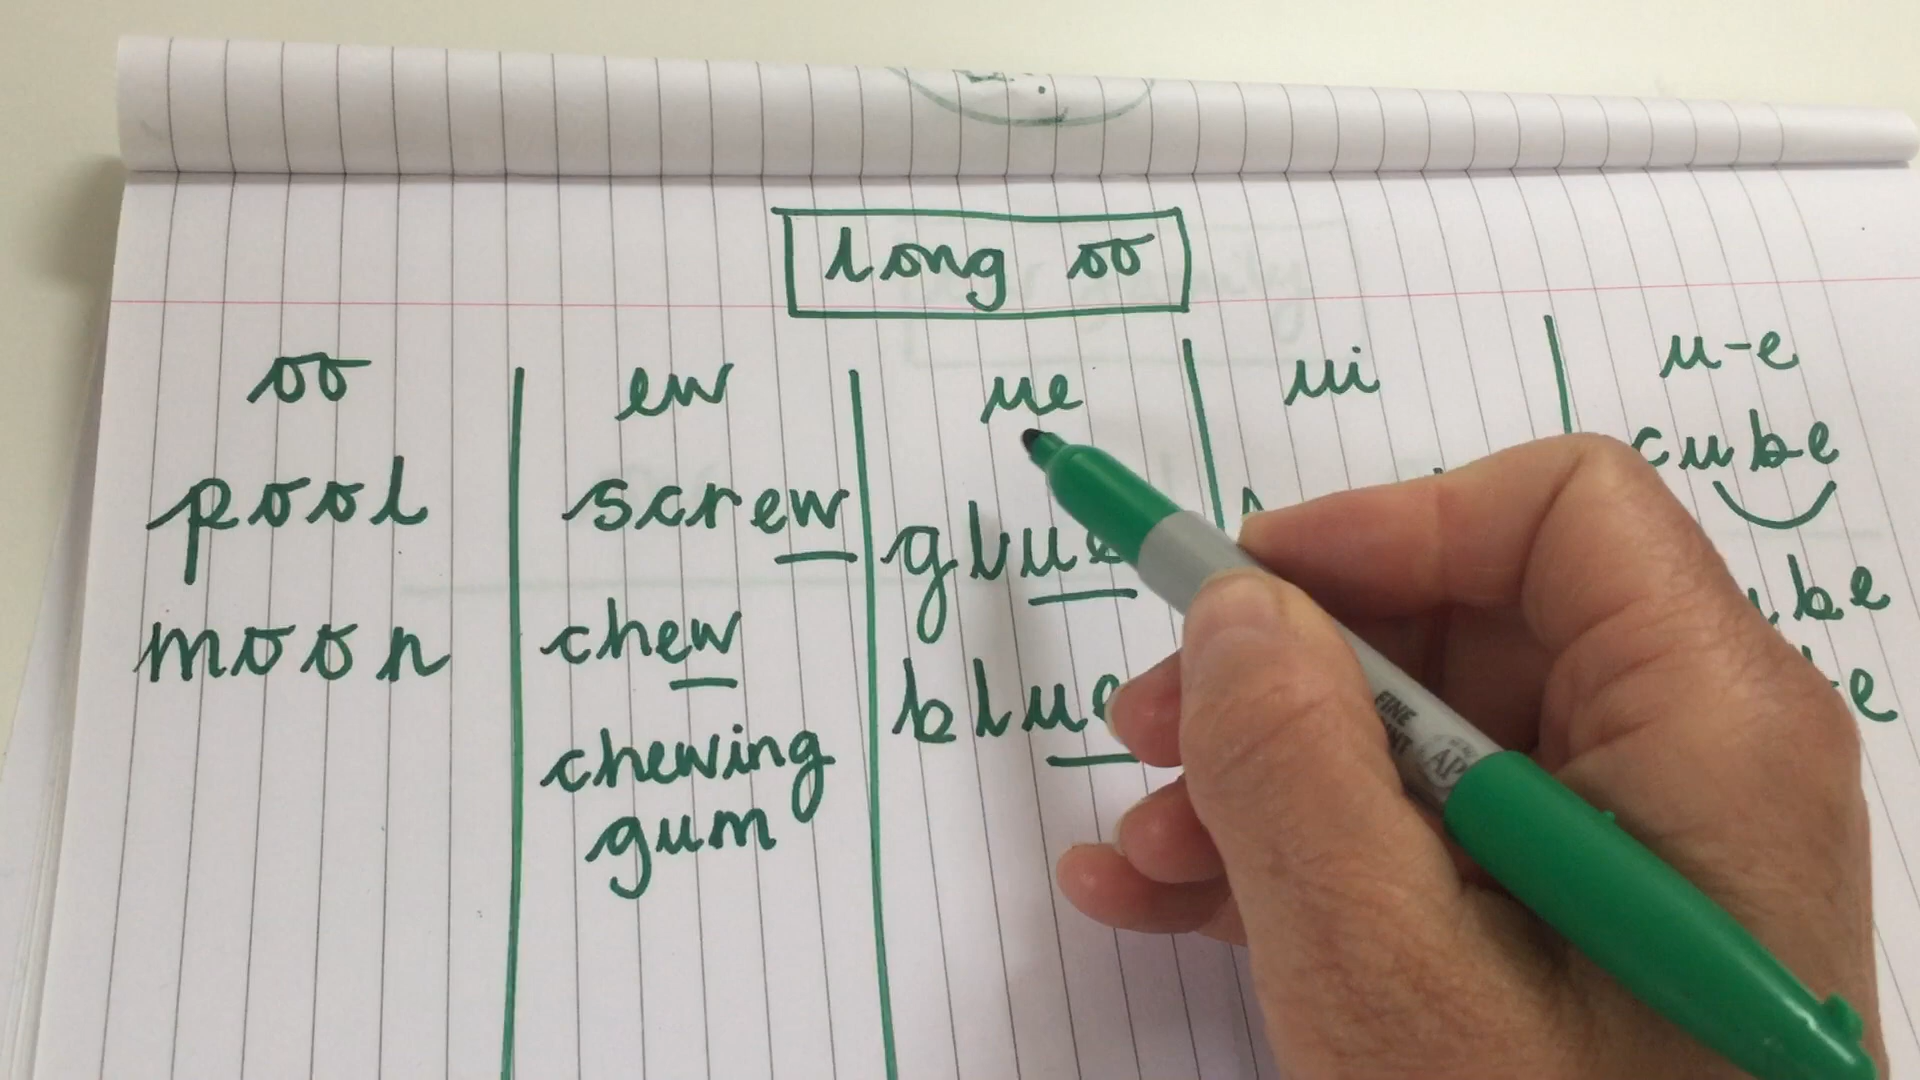 long oo
oo ew ue ui u-e
pool screw glue cube
moon chew blue
chewing
gum
FINE